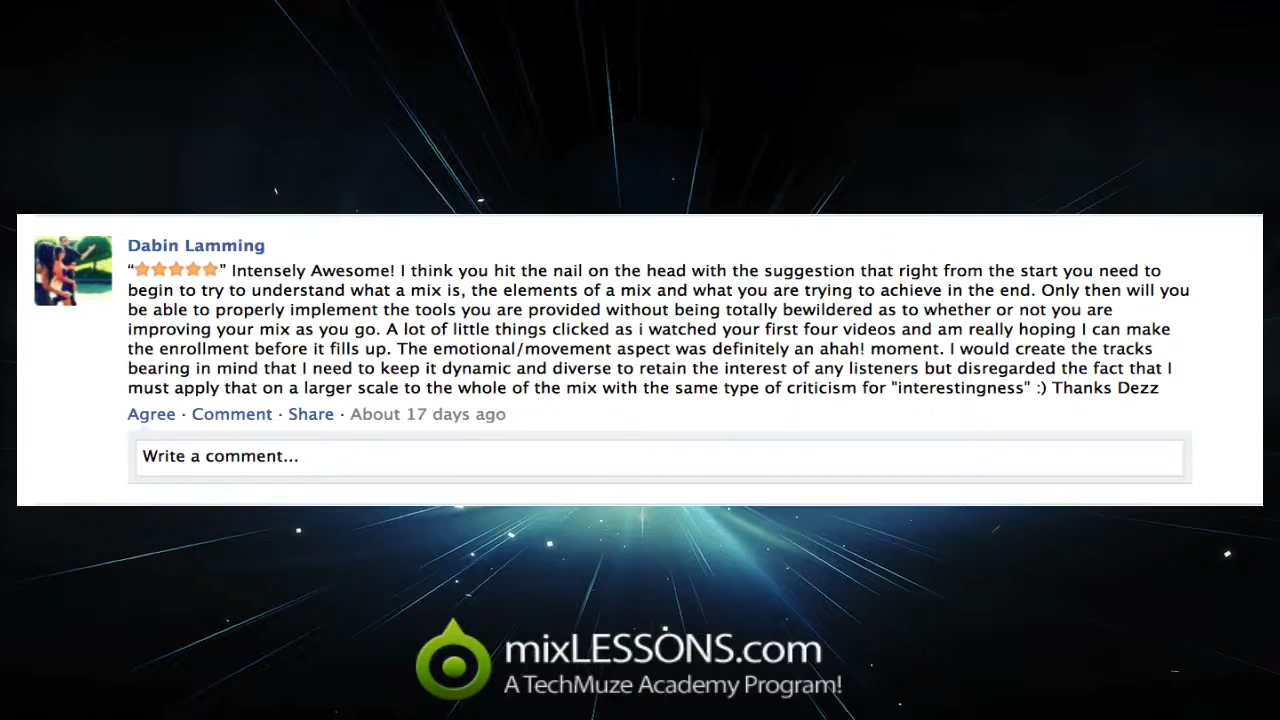 Dabin Lamming
“⭐⭐⭐⭐⭐” Intensely Awesome! I think you hit the nail on the head with the suggestion that right from the start you need to
begin to try to understand what a mix is, the elements of a mix and what you are trying to achieve in the end. Only then will you
be able to properly implement the tools you are provided without being totally bewildered as to whether or not you are
improving your mix as you go. A lot of little things clicked as i watched your first four videos and am really hoping I can make
the enrollment before it fills up. The emotional/movement aspect was definitely an ahah! moment. I would create the tracks
bearing in mind that I need to keep it dynamic and diverse to retain the interest of any listeners but disregarded the fact that I
must apply that on a larger scale to the whole of the mix with the same type of criticism for "interestingness" :) Thanks Dezz
Agree · Comment · Share · About 17 days ago
Write a comment...
mixLESSONS.com
A TechMuze Academy Program!